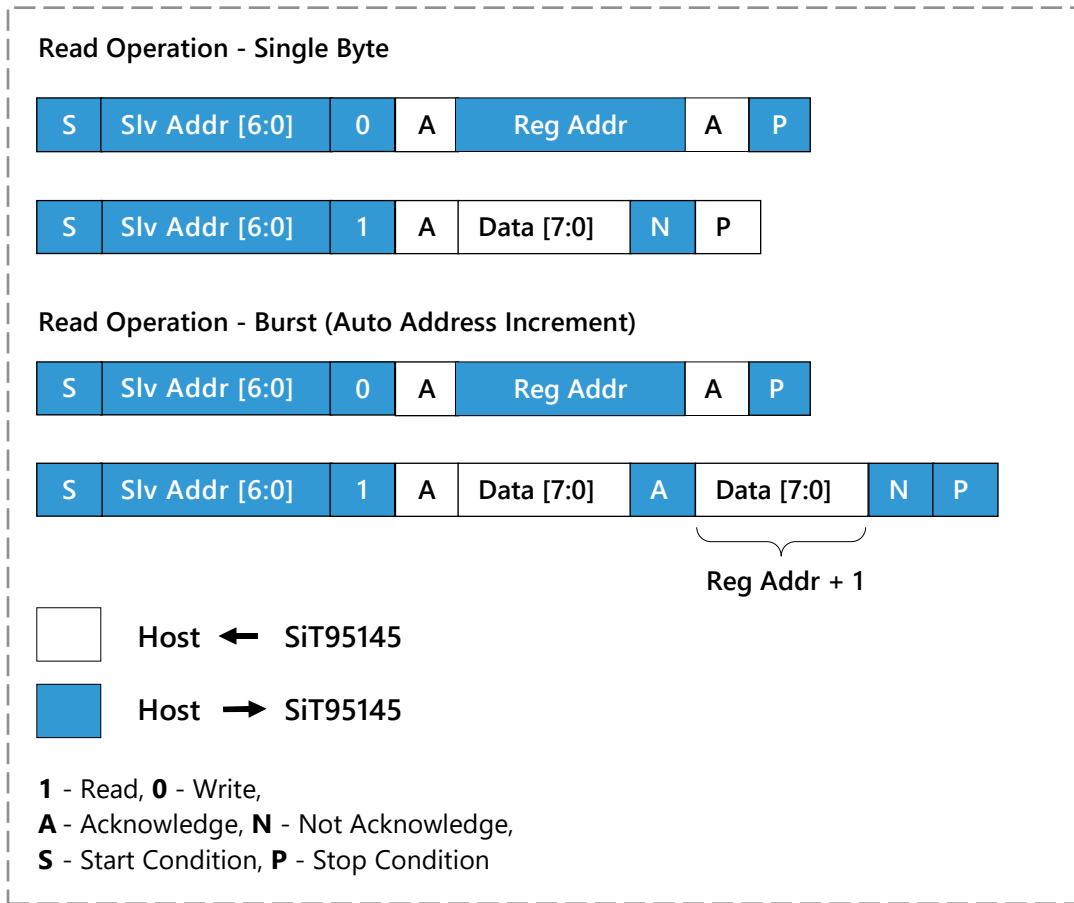 Read Operation - Single Byte
S Slv Addr [6:0] 0 A Reg Addr A P
S Slv Addr [6:0] 1 A Data [7:0] N P
Read Operation - Burst (Auto Address Increment)
S Slv Addr [6:0] 0 A Reg Addr A P
S Slv Addr [6:0] 1 A Data [7:0] A Data [7:0] N P
Reg Addr + 1
Host ← SiT95145
Host → SiT95145
1 - Read, 0 - Write,
A - Acknowledge, N - Not Acknowledge,
S - Start Condition, P - Stop Condition